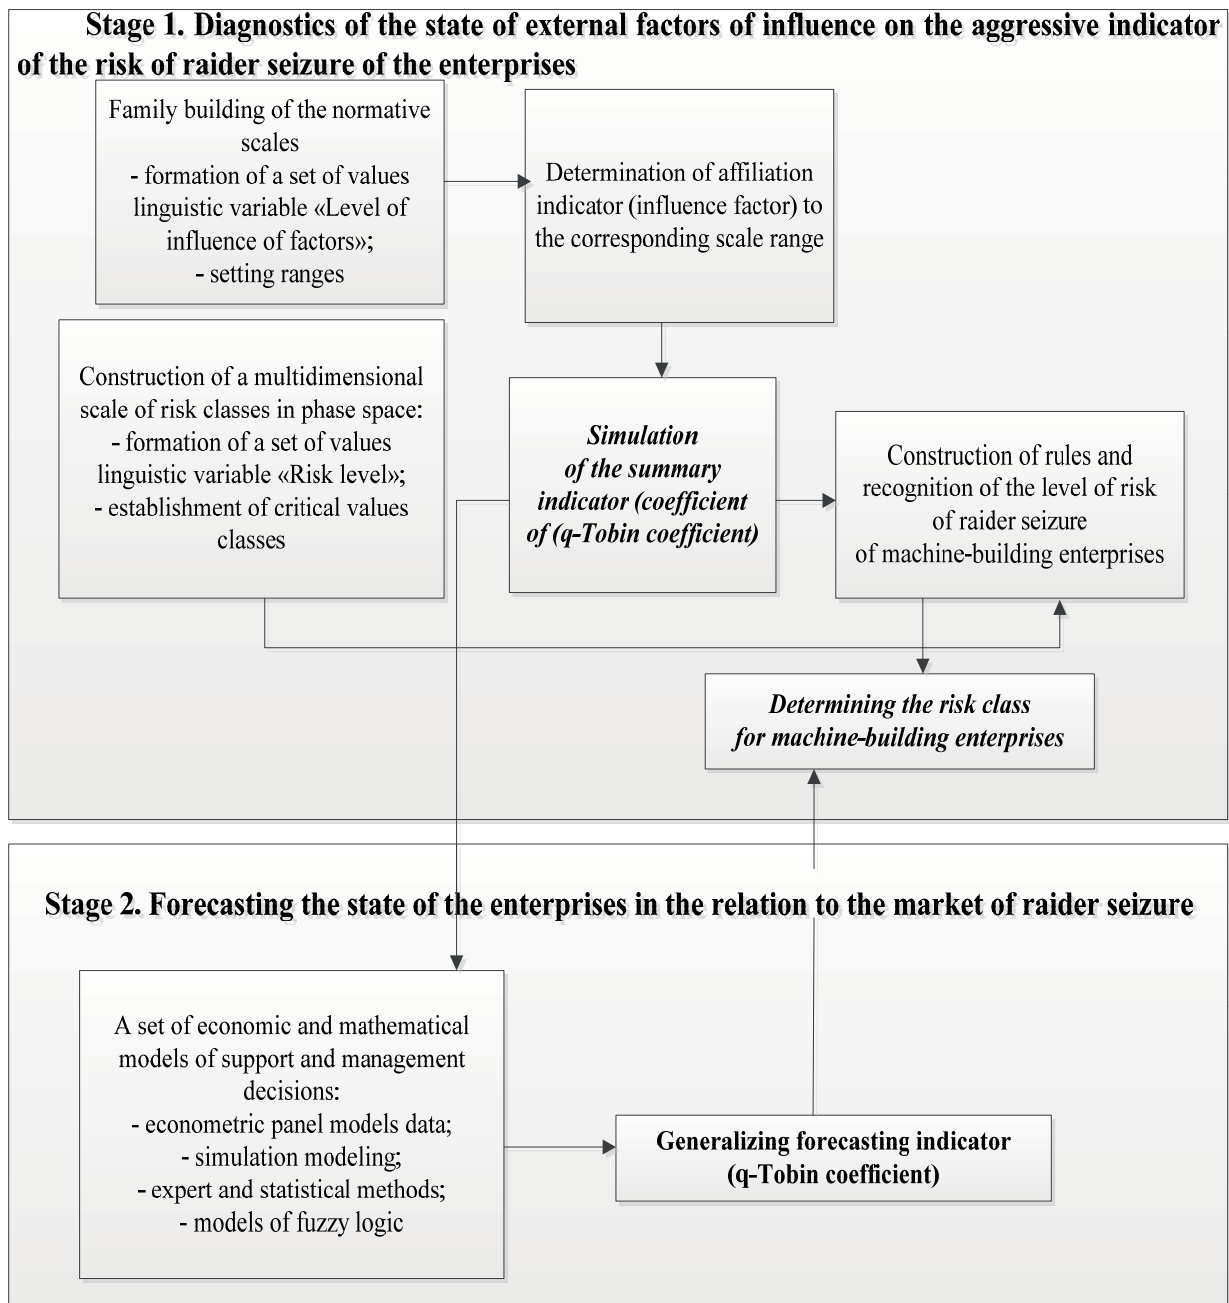 Stage 1. Diagnostics of the state of external factors of influence on the aggressive indicator
of the risk of raider seizure of the enterprises
Family building of the normative
scales
- formation of a set of values
linguistic variable «Level of
influence of factors»;
- setting ranges
Determination of affiliation
indicator (influence factor) to
the corresponding scale range
Construction of a multidimensional
scale of risk classes in phase space:
- formation of a set of values
linguistic variable «Risk level»;
- establishment of critical values
classes
Simulation
of the summary
indicator (coefficient
of (q-Tobin coefficient)
Construction of rules and
recognition of the level of risk
of raider seizure
of machine-building enterprises
Determining the risk class
for machine-building enterprises
Stage 2. Forecasting the state of the enterprises in the relation to the market of raider seizure
A set of economic and mathematical
models of support and management
decisions:
- econometric panel models data;
- simulation modeling;
- expert and statistical methods;
- models of fuzzy logic
Generalizing forecasting indicator
(q-Tobin coefficient)